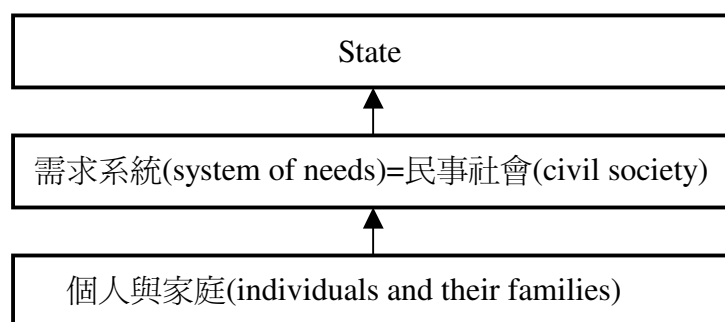 State
需求系統(system of needs)=民事社會(civil society)
個人與家庭(individuals and their families)